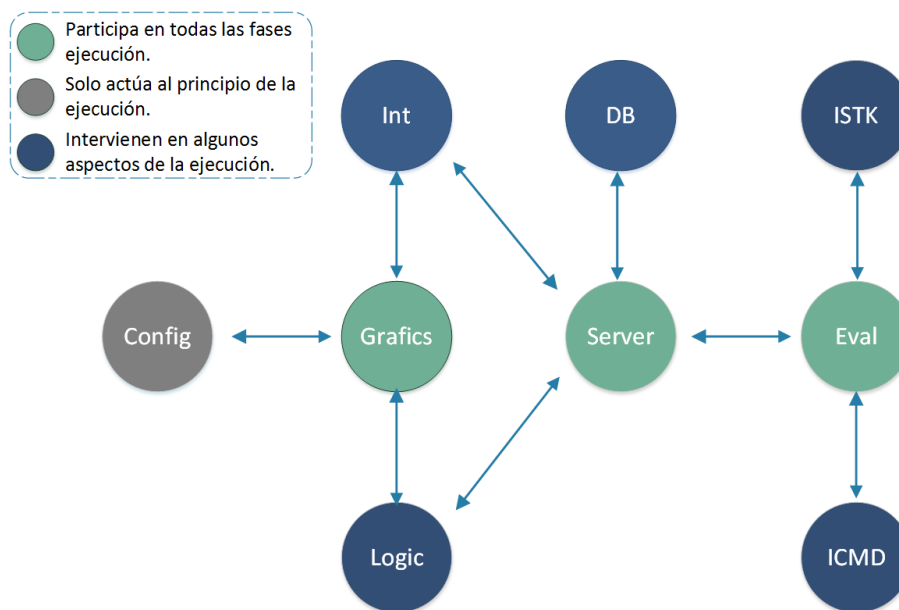 Participa en todas las fases
ejecución.
Solo actúa al principio de la
ejecución.
Intervienen en algunos
aspectos de la ejecución.
Int
DB
ISTK
Config
Grafics
Server
Eval
Logic
ICMD